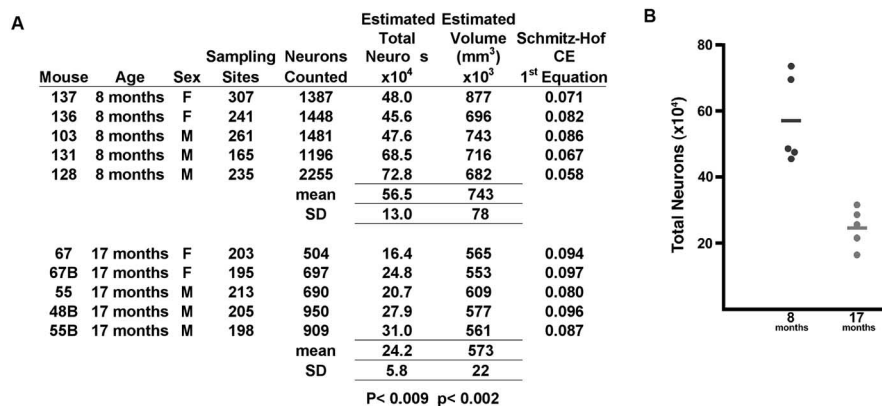 A
Estimated Estimated
Total Volume Schmitz-Hof
Sampling Neurons Neuro s (mm³) CE
Mouse Age Sex Sites Counted x10⁴ x10³ 1st Equation
137 8 months F 307 1387 48.0 877 0.071
136 8 months F 241 1448 45.6 696 0.082
103 8 months M 261 1481 47.6 743 0.086
131 8 months M 165 1196 68.5 716 0.067
128 8 months M 235 2255 72.8 682 0.058
mean 56.5 743
SD 13.0 78
67 17 months F 203 504 16.4 565 0.094
67B 17 months F 195 697 24.8 553 0.097
55 17 months M 213 690 20.7 609 0.080
48B 17 months M 205 950 27.9 577 0.096
55B 17 months M 198 909 31.0 561 0.087
mean 24.2 573
SD 5.8 22
P< 0.009 p< 0.002
B
Total Neurons (x10⁴)
80
60
40
20
8 17
months months